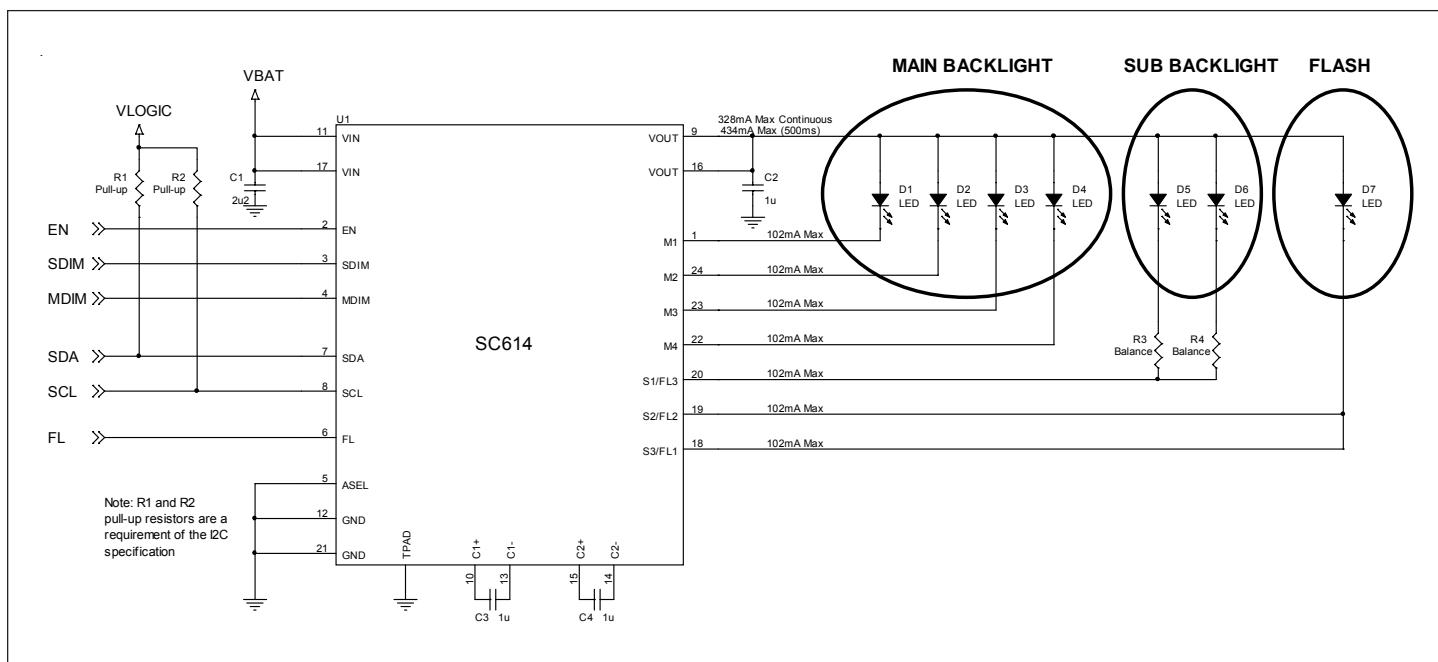 MAIN BACKLIGHT
SUB BACKLIGHT
FLASH
VBAT
VLOGIC
U1
328mA Max Continuous
434mA Max (500ms)
R1
Pull-up
R2
Pull-up
C1
2u2
11
VIN
17
VIN
VOUT
9
VOUT
16
C2
1u
D1
LED
D2
LED
D3
LED
D4
LED
D5
LED
D6
LED
D7
LED
EN
2
EN
SDIM
3
SDIM
MDIM
4
MDIM
SDA
7
SDA
SCL
8
SCL
FL
6
FL
SC614
M1
1
102mA Max
M2
24
102mA Max
M3
23
102mA Max
M4
22
102mA Max
S1/FL3
20
102mA Max
S2/FL2
19
102mA Max
S3/FL1
18
102mA Max
R3
Balance
R4
Balance
5
ASEL
12
GND
21
GND
Note: R1 and R2
pull-up resistors are a
requirement of the I2C
specification
TPAD
C1+
C1-
C2+
C2-
10
13
15
14
C3
1u
C4
1u